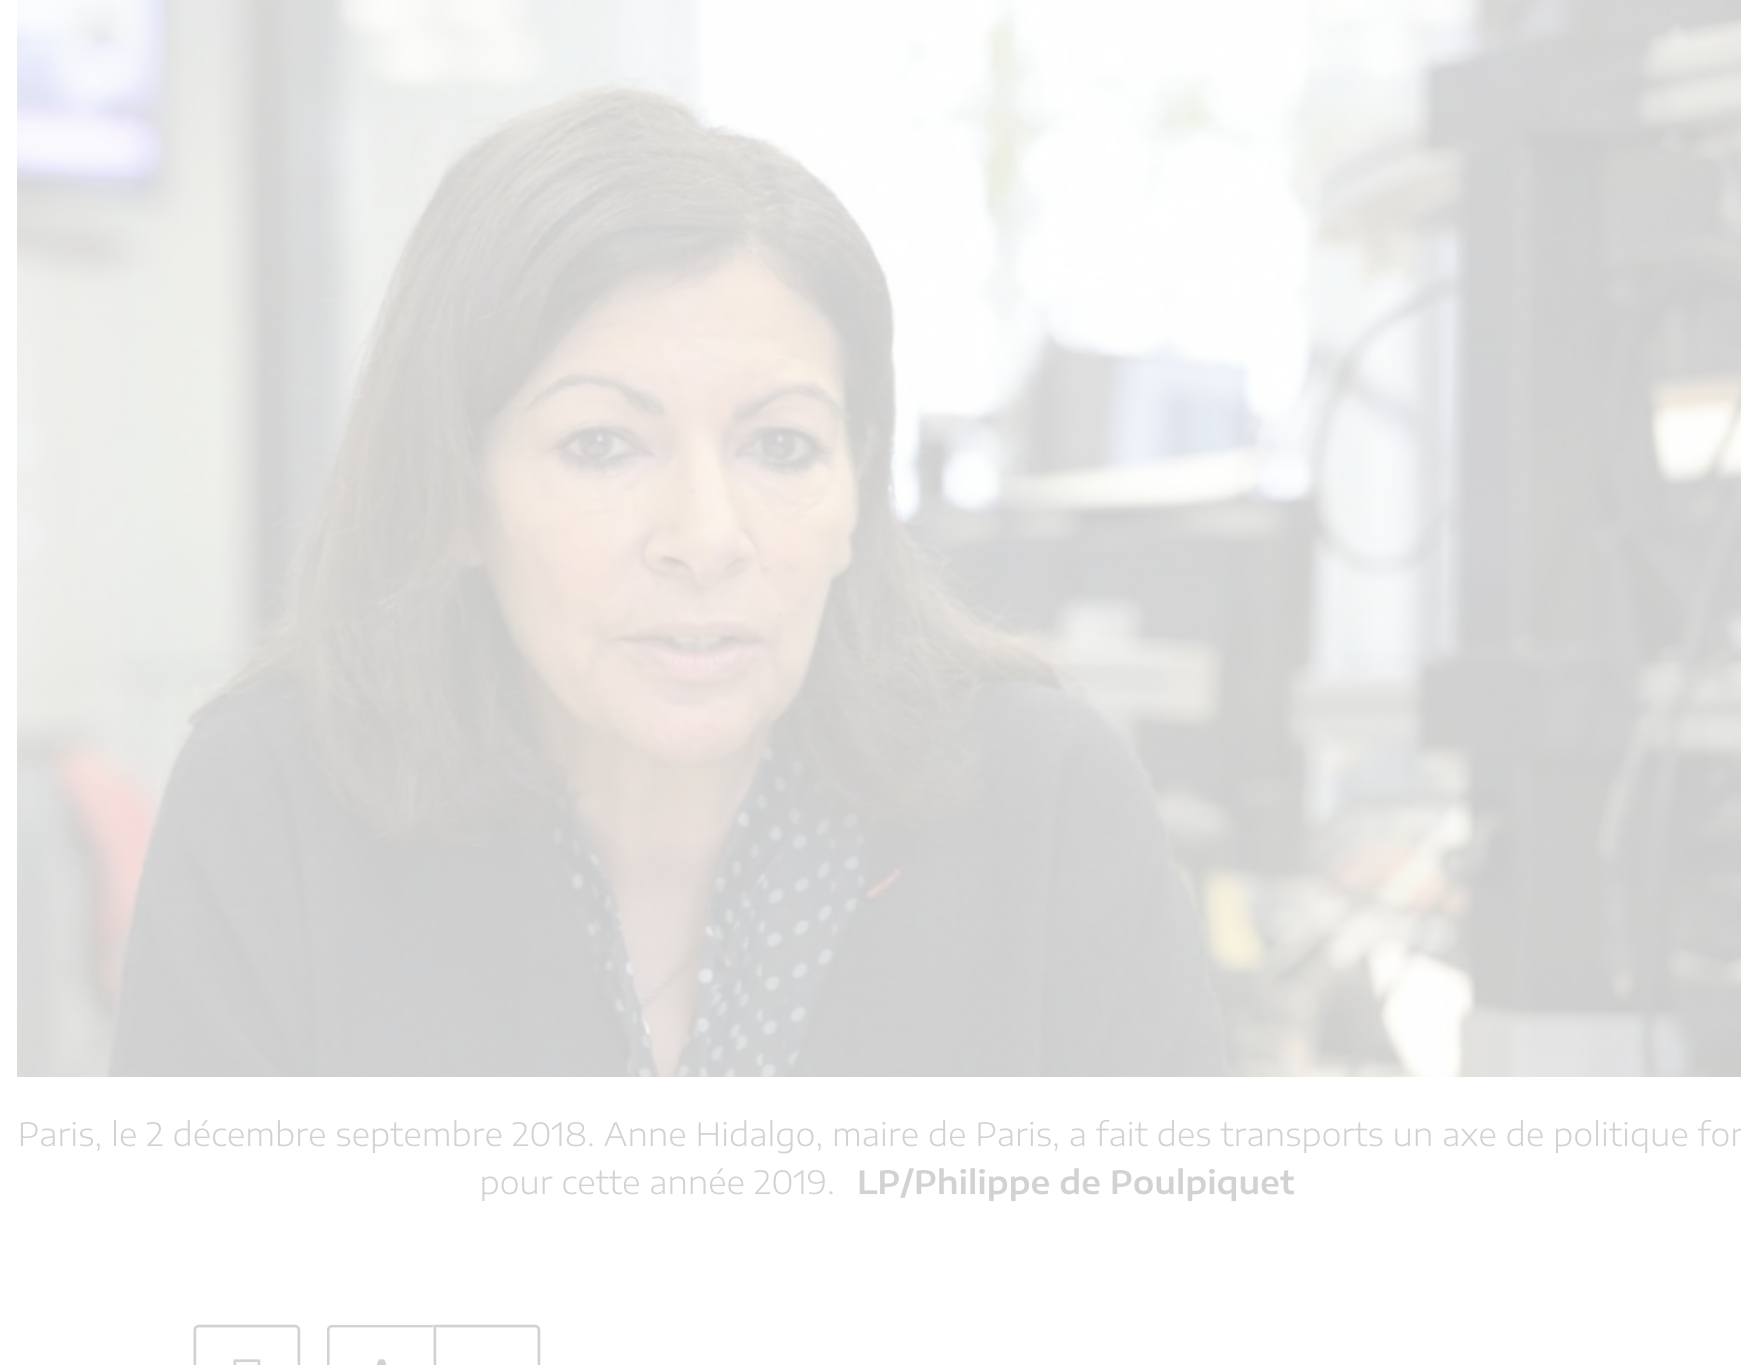 Paris, le 2 décembre septembre 2018. Anne Hidalgo, maire de Paris, a fait des transports un axe de politique for
pour cette année 2019. LP/Philippe de Poulpiquet